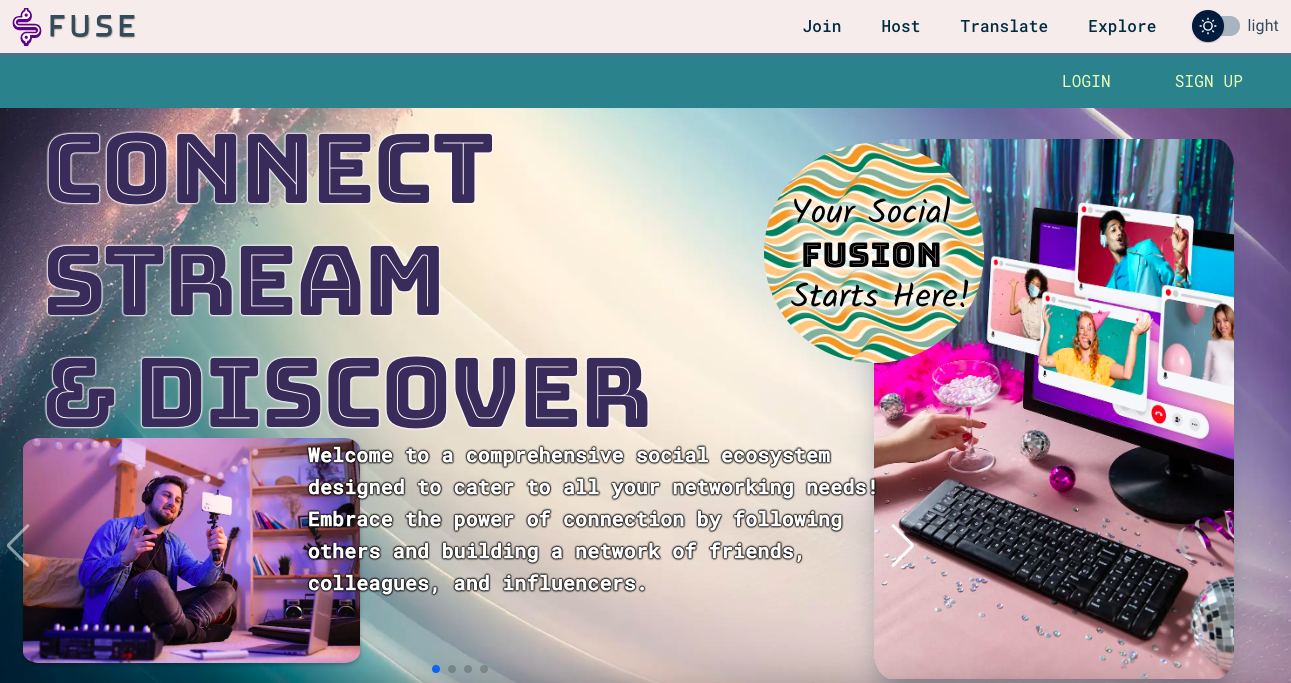 FUSE
Join Host Translate Explore light
LOGIN SIGN UP
CONNECT
STREAM
& DISCOVER
Your Social
FUSION
Starts Here!
Welcome to a comprehensive social ecosystem
designed to cater to all your networking needs!
Embrace the power of connection by following
others and building a network of friends,
colleagues, and influencers.